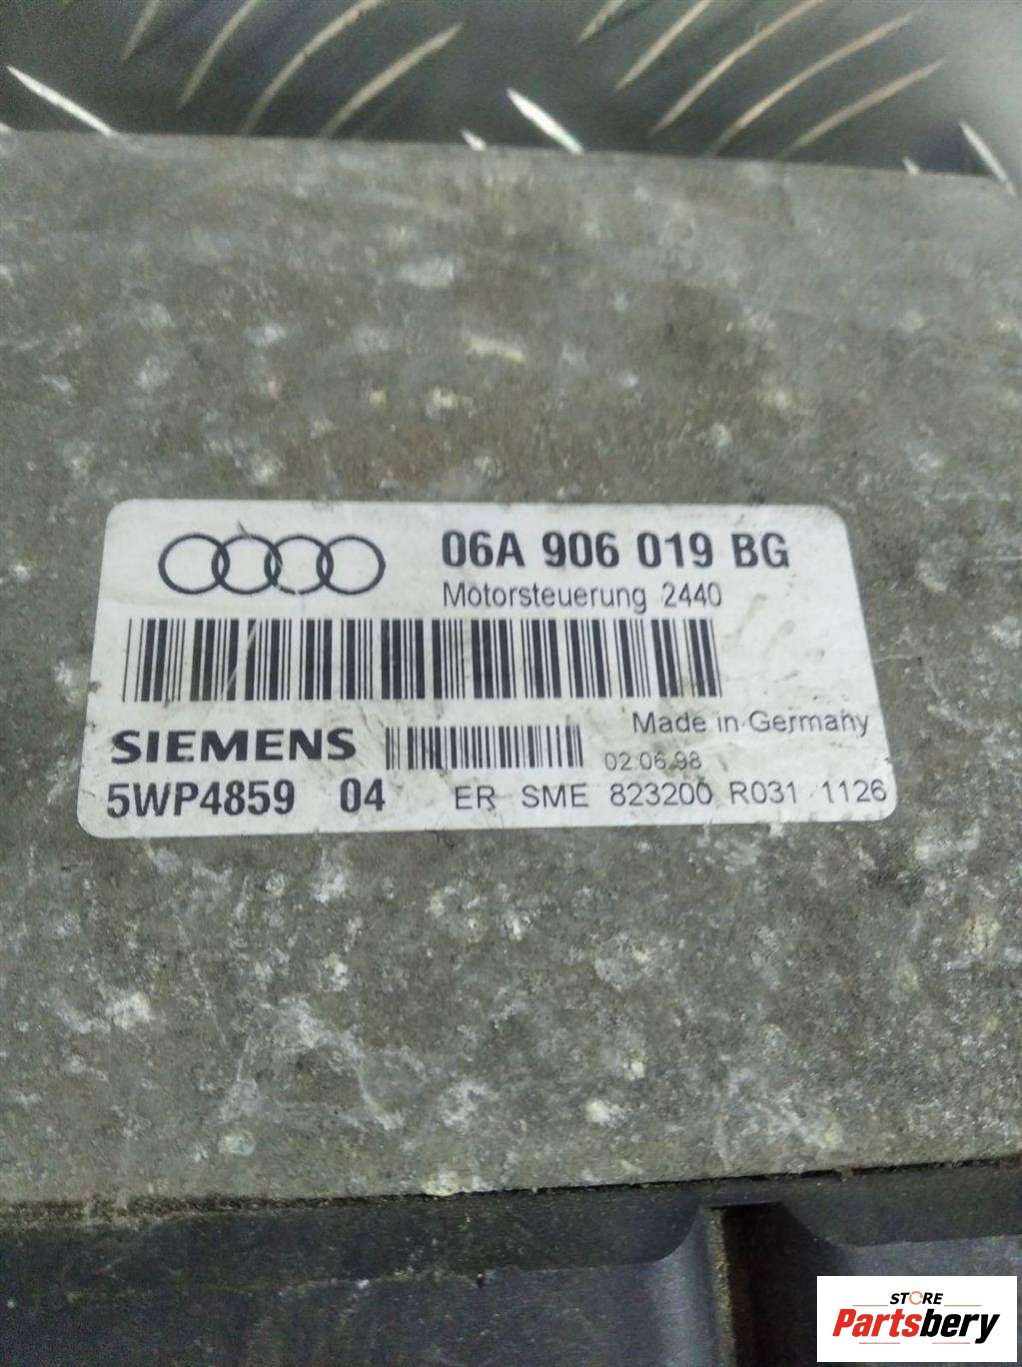 06A 906 019 BG
Motorsteuerung 2440
Made in Germany
SIEMENS
02.06.98
5WP4859 04 ER SME 823200 R031 1126
STORE
Partsbery